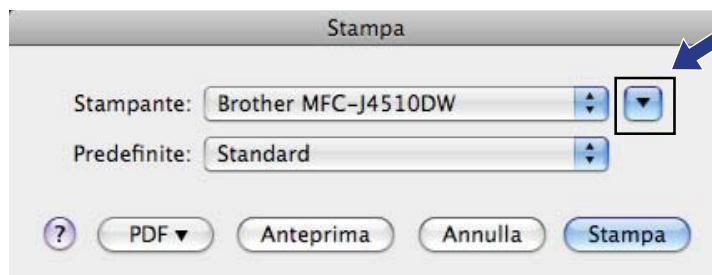 Stampa
Stampante: Brother MFC-J4510DW
Predefinite: Standard
? PDF Anteprima Annulla Stampa